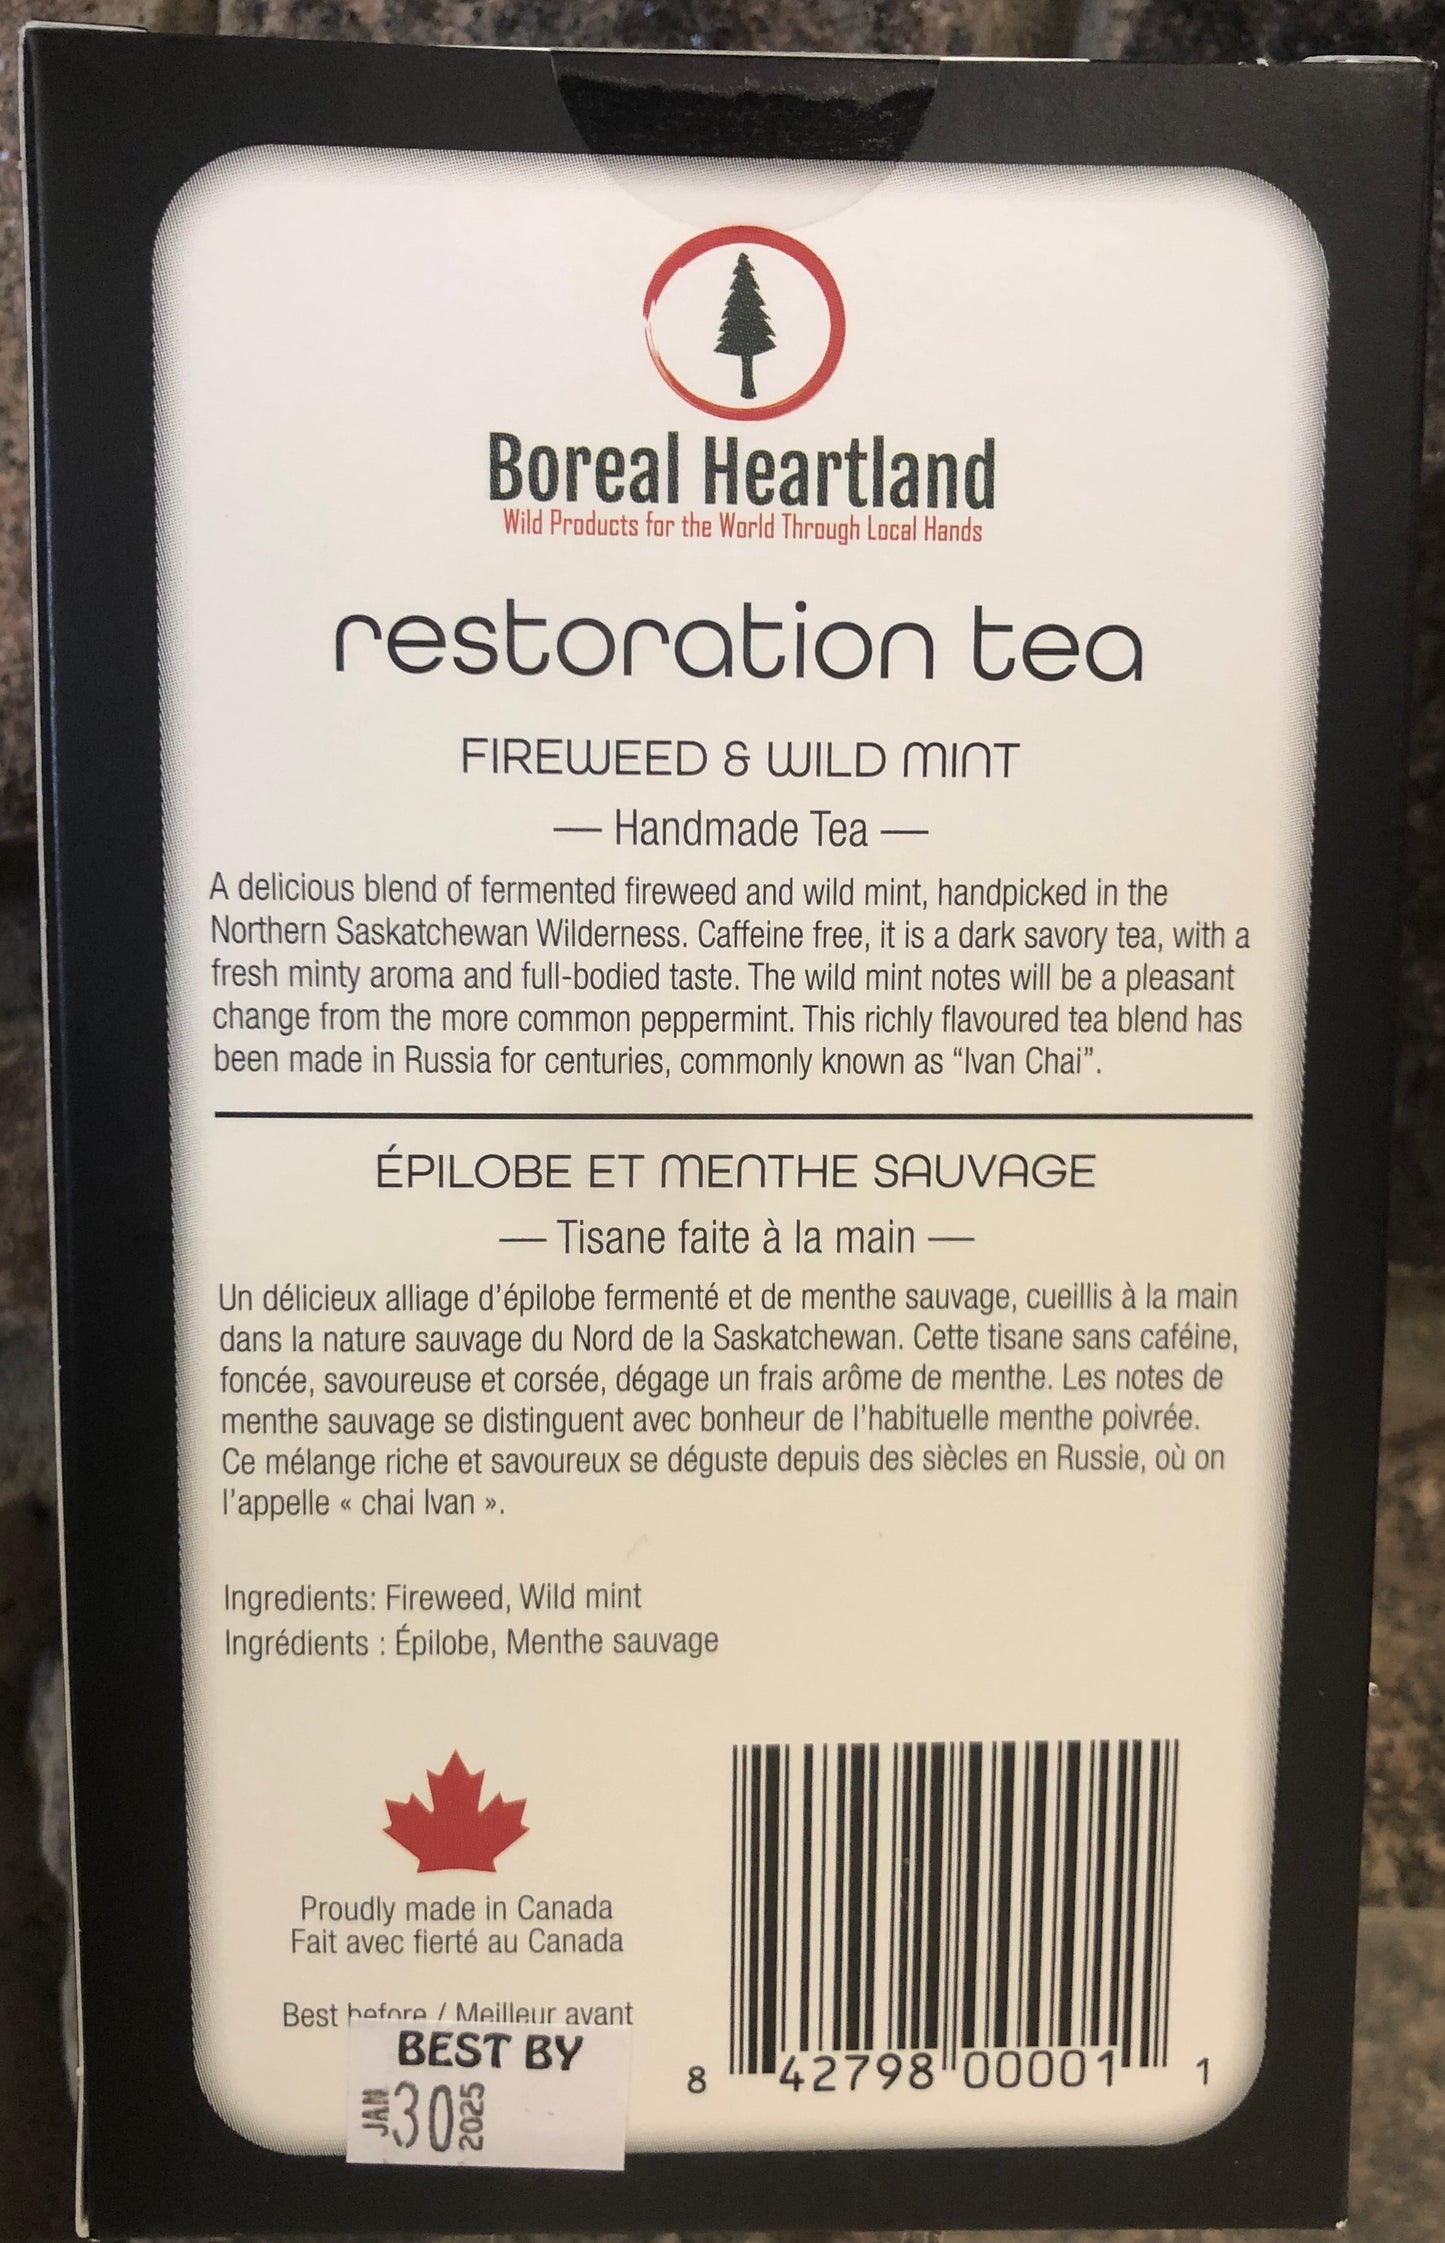 Boreal Heartland
Wild Products for the World Through Local Hands
restoration tea
FIREWEED & WILD MINT
— Handmade Tea —
A delicious blend of fermented fireweed and wild mint, handpicked in the
Northern Saskatchewan Wilderness. Caffeine free, it is a dark savory tea, with a
fresh minty aroma and full-bodied taste. The wild mint notes will be a pleasant
change from the more common peppermint. This richly flavoured tea blend has
been made in Russia for centuries, commonly known as “Ivan Chai”.
ÉPILOBE ET MENTHE SAUVAGE
— Tisane faite à la main —
Un délicieux alliage d’épilobe fermenté et de menthe sauvage, cueillis à la main
dans la nature sauvage du Nord de la Saskatchewan. Cette tisane sans caféine,
foncée, savoureuse et corsée, dégage un frais arôme de menthe. Les notes de
menthe sauvage se distinguent avec bonheur de l’habituelle menthe poivrée.
Ce mélange riche et savoureux se déguste depuis des siècles en Russie, où on
l’appelle « chai Ivan ».
Ingredients: Fireweed, Wild mint
Ingrédients : Épilobe, Menthe sauvage
Proudly made in Canada
Fait avec fierté au Canada
Best before / Meilleur avant
BEST BY
JAN 30 2025
8 42798 00001 1